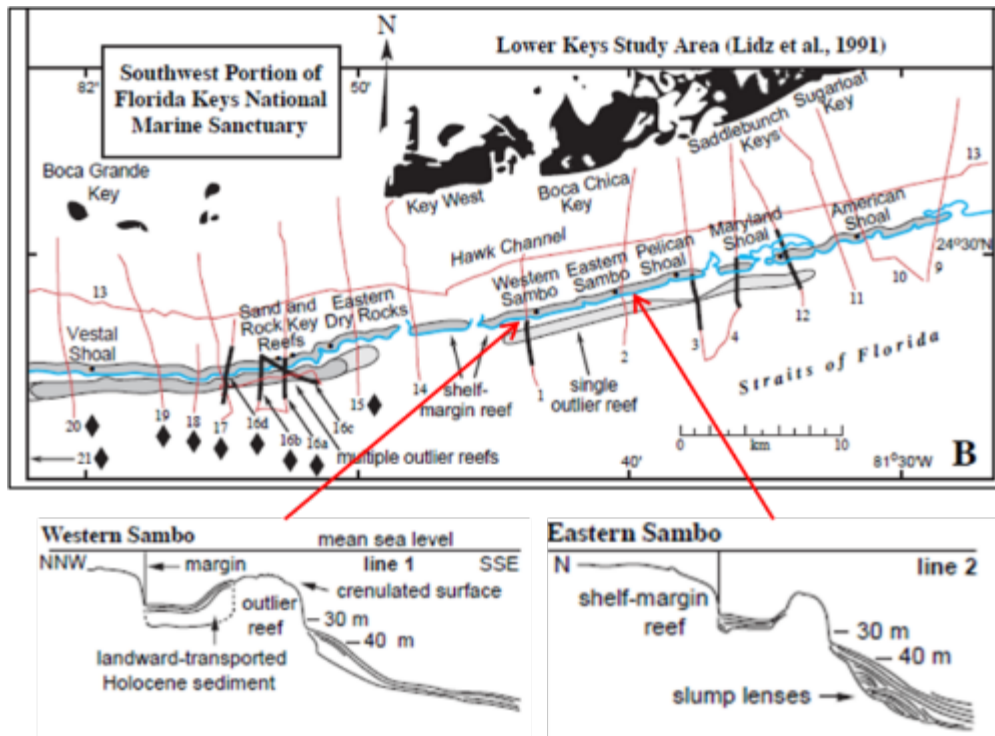 Southwest Portion of
Florida Keys National
Marine Sanctuary
N
Lower Keys Study Area (Lidz et al., 1991)
82°
50'
Boca Grande
Key
Key West
Boca Chica
Key
Saddlebunch
Keys
Sugarloaf
Key
13
Hawk Channel
Western
Sambo
Eastern
Sambo
Pelican
Shoal
Maryland
Shoal
American
Shoal
24°30'N
13
Vestal
Shoal
Sand and
Rock Key
Reefs
Eastern
Dry Rocks
20
19
18
17
16d
16b
16a
16c
15
14
shelf-
margin reef
1
single
outlier reef
2
3
4
12
11
10
9
21
multiple outlier reefs
Straits of Florida
0 km 10
40'
81°30'W
B
Western Sambo
mean sea level
NNW
margin
line 1
SSE
crenulated surface
outlier
reef
30 m
40 m
landward-transported
Holocene sediment
Eastern Sambo
N
line 2
shelf-margin
reef
30 m
40 m
slump lenses